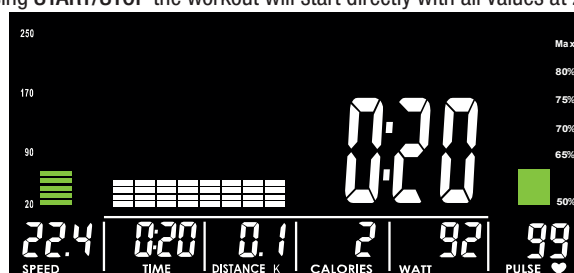 ing START/STOP the workout will start directly with all values at
250
Max
80%
170
75%
70%
90
65%
20
50%
0:20
22.4 0:20 0.1 2 92 99
SPEED TIME DISTANCE K CALORIES WATT PULSE